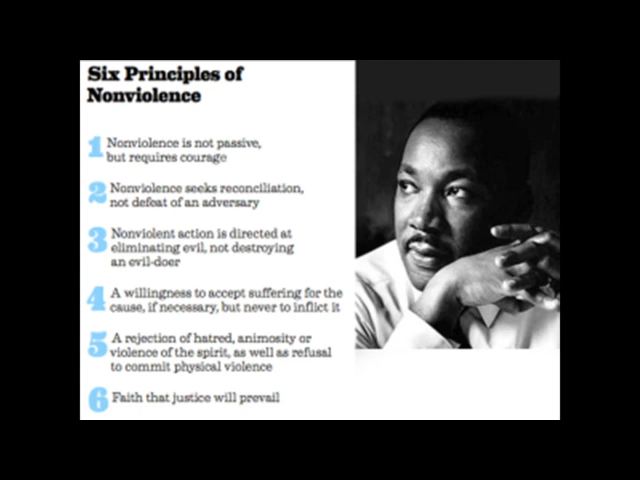 Six Principles of
Nonviolence
1 Nonviolence is not passive,
but requires courage
2 Nonviolence seeks reconciliation,
not defeat of an adversary
3 Nonviolent action is directed at
eliminating evil, not destroying
an evil-doer
4 A willingness to accept suffering for the
cause, if necessary, but never to inflict it
5 A rejection of hatred, animosity or
violence of the spirit, as well as refusal
to commit physical violence
6 Faith that justice will prevail